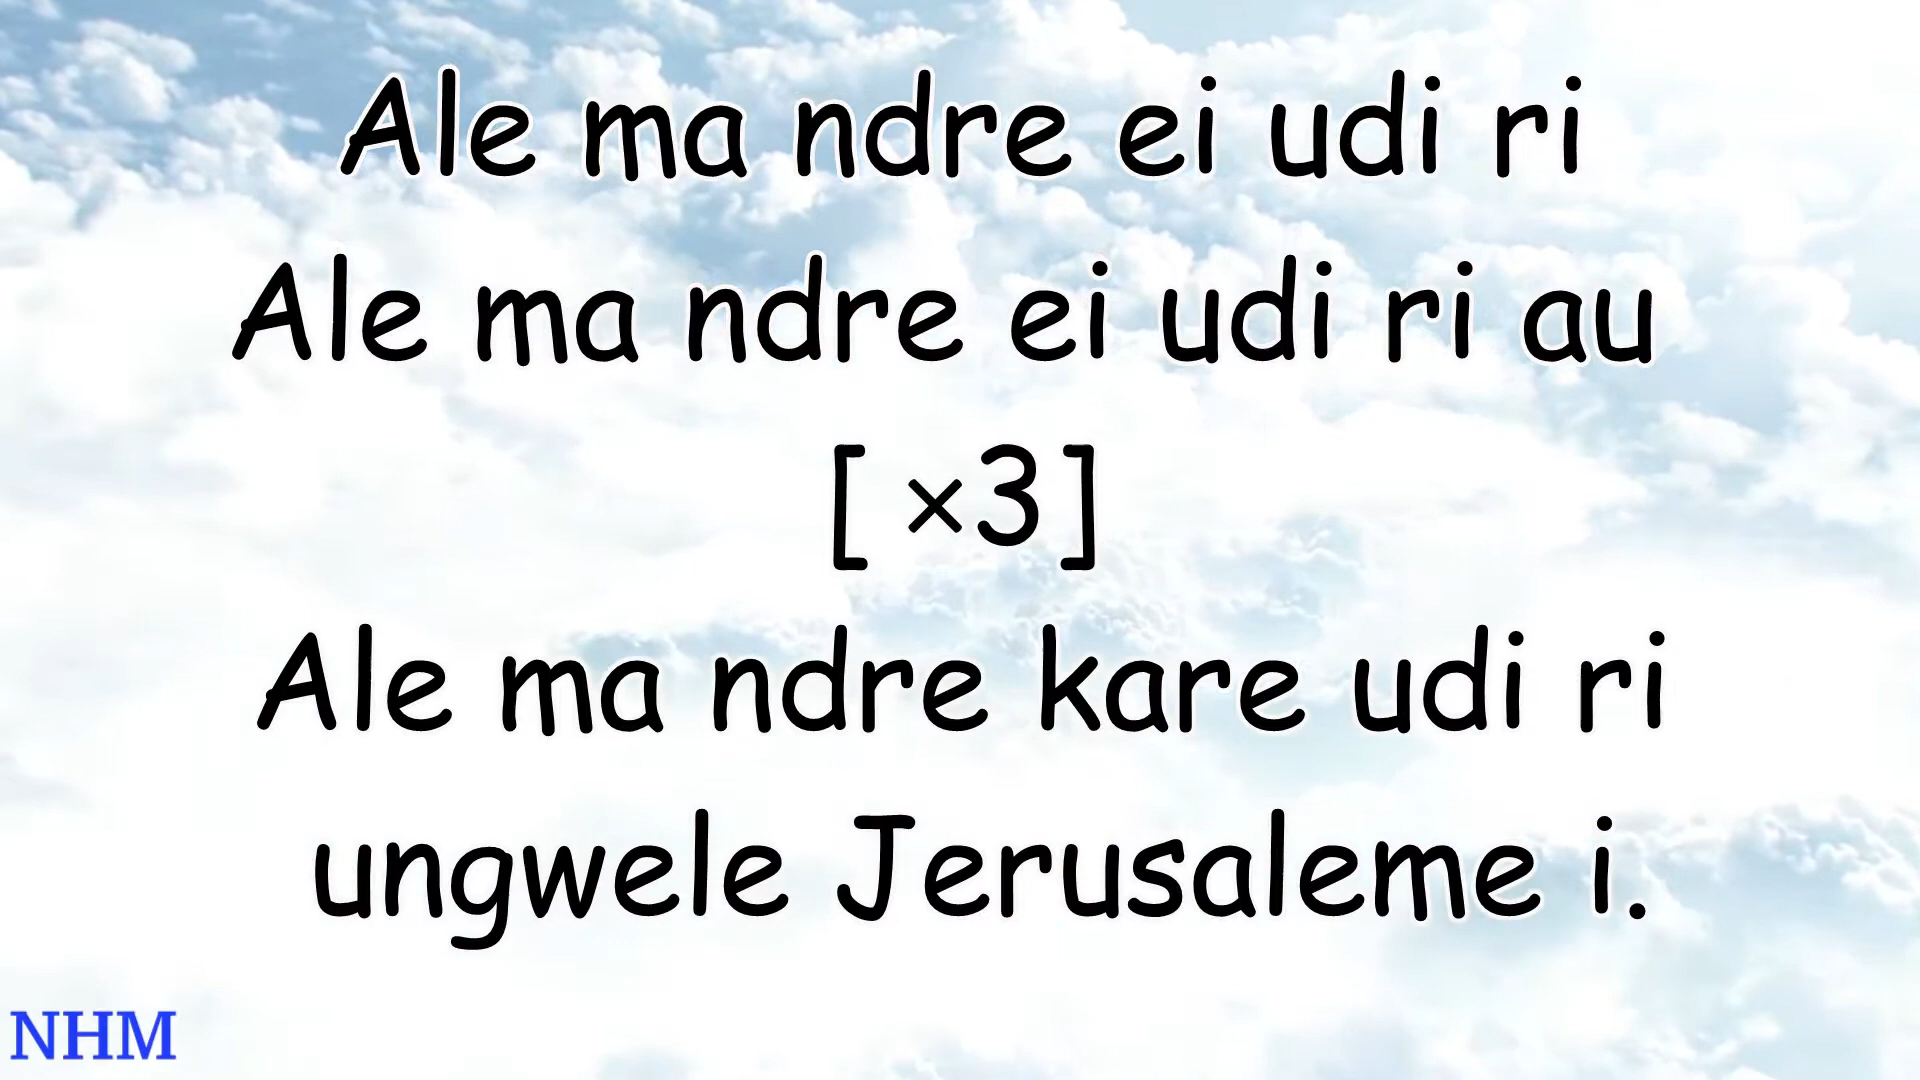 Ale ma ndre ei udi ri
Ale ma ndre ei udi ri au
[ ×3]
Ale ma ndre kare udi ri
ungwele Jerusaleme i.
NHM